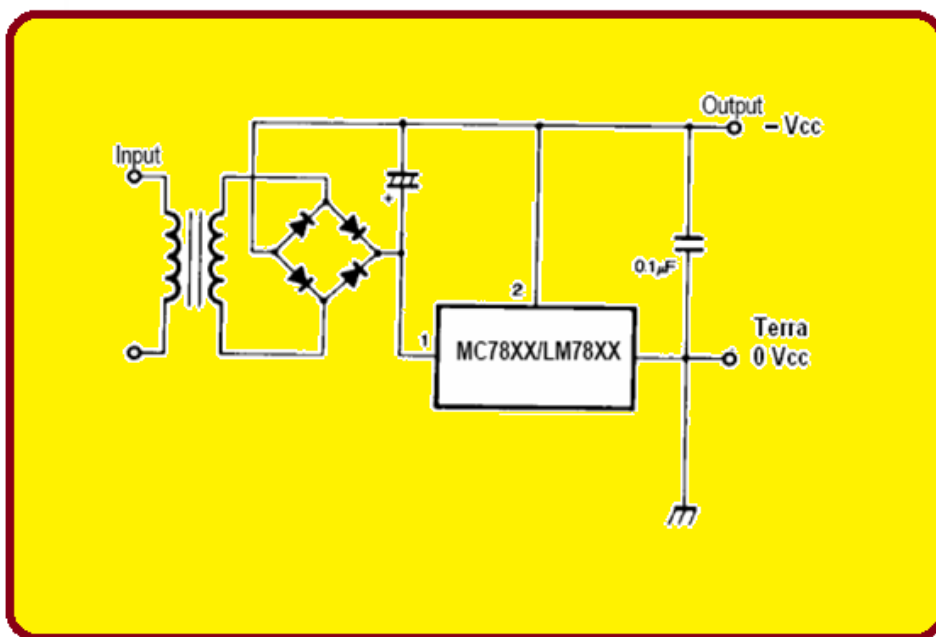 Output
– Vcc
Input
+
0.1µF
2
Terra
1
MC78XX/LM78XX
0 Vcc